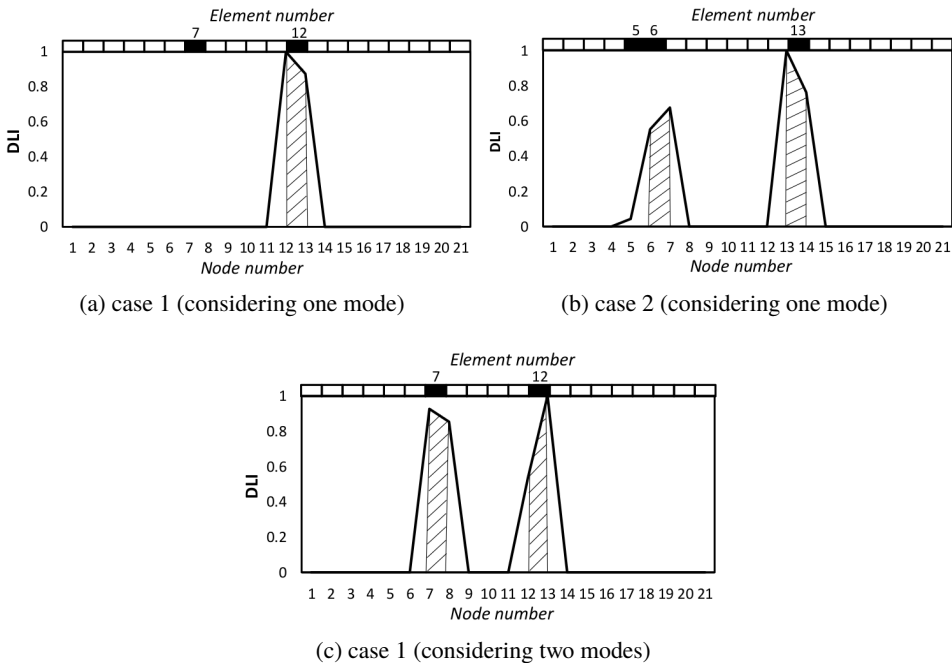 Element number
7 12
1
0.8
0.6
0.4
0.2
0
DLI
1 2 3 4 5 6 7 8 9 10 11 12 13 14 15 16 17 18 19 20 21
Node number
(a) case 1 (considering one mode)
Element number
5 6 13
1
0.8
0.6
0.4
0.2
0
DLI
1 2 3 4 5 6 7 8 9 10 11 12 13 14 15 16 17 18 19 20 21
Node number
(b) case 2 (considering one mode)
Element number
7 12
1
0.8
0.6
0.4
0.2
0
DLI
1 2 3 4 5 6 7 8 9 10 11 12 13 14 15 16 17 18 19 20 21
Node number
(c) case 1 (considering two modes)